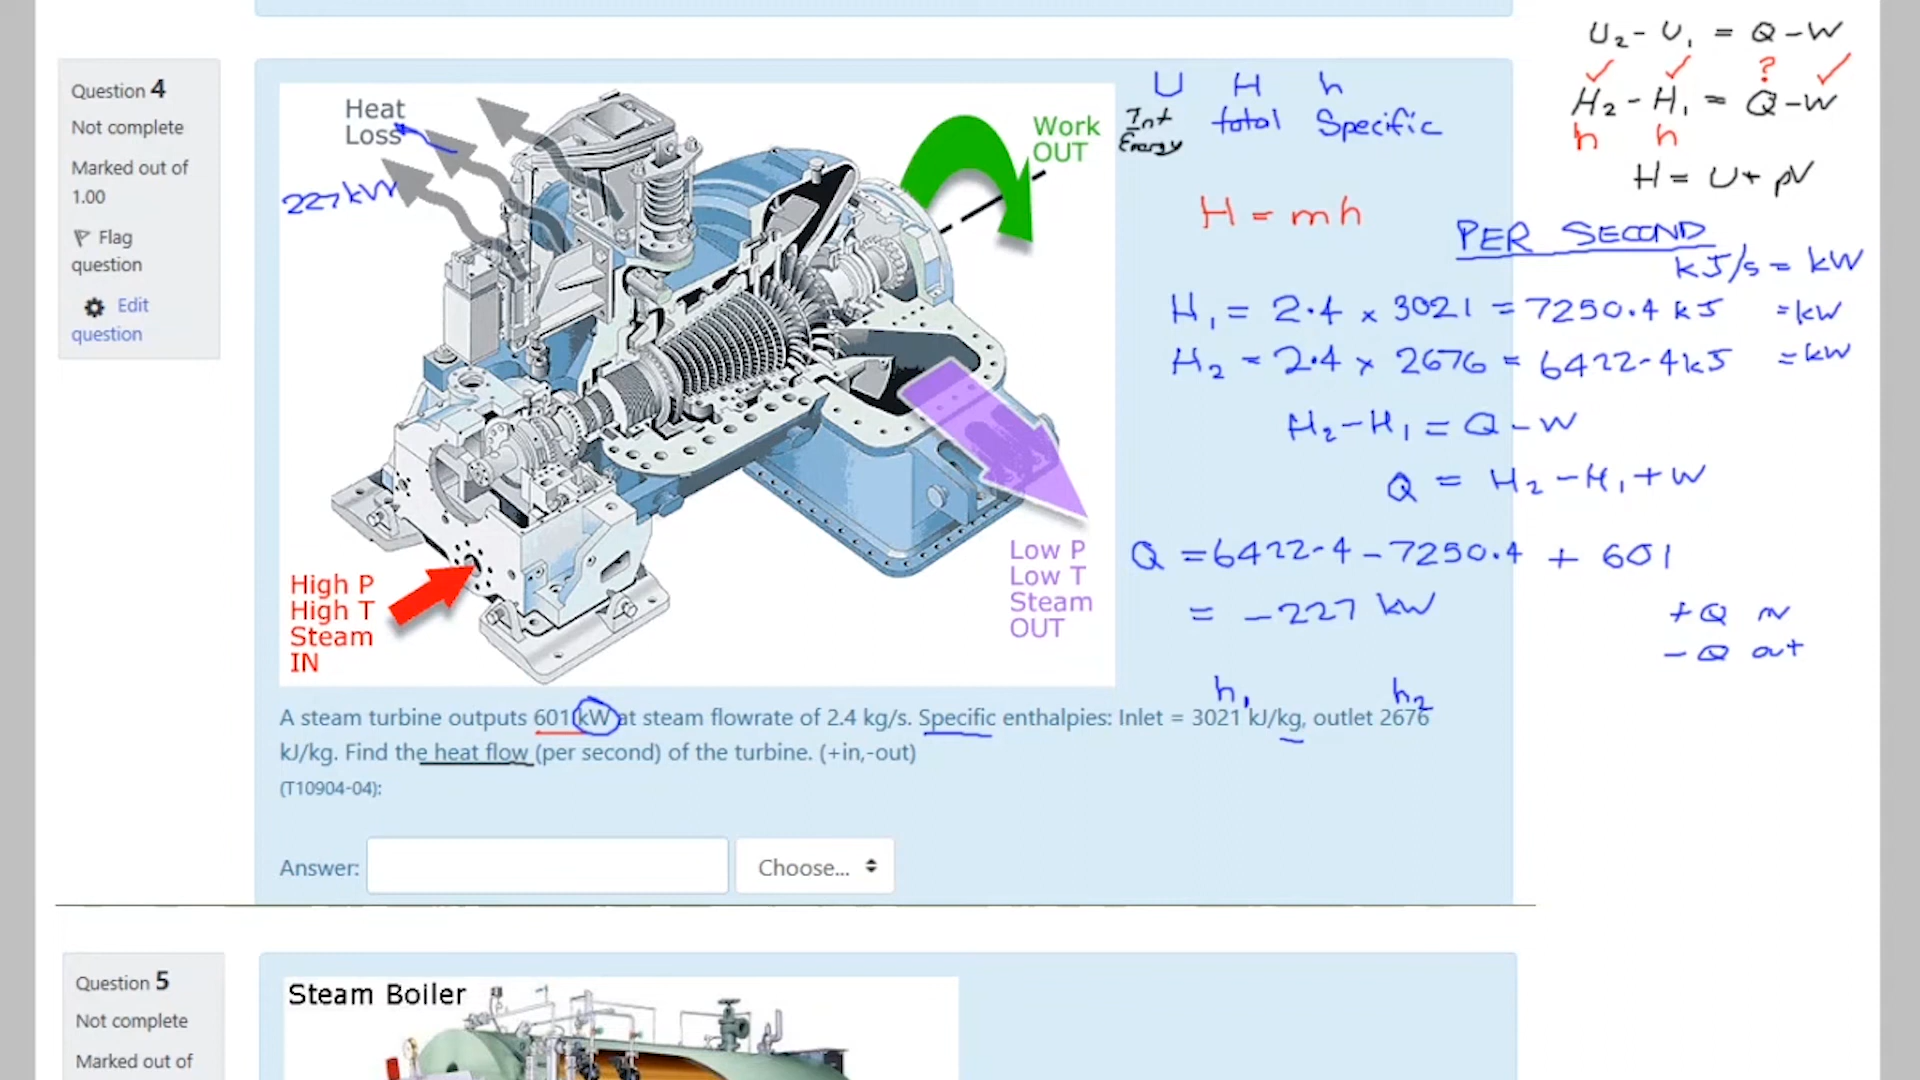 Question 4
Not complete
Marked out of
1.00
Flag
question
Edit
question
Heat
Loss
227kW
Work
OUT
High P
High T
Steam
IN
Low P
Low T
Steam
OUT
U H h
Int Energy total Specific
H = mh
U₂ - U₁ = Q - W
✓ ✓ ? ✓
H₂ - H₁ = Q - W
h h
H = U + pV
PER SECOND
kJ/s = kW
H₁ = 2.4 × 3021 = 7250.4 kJ = kW
H₂ = 2.4 × 2676 = 6422.4 kJ = kW
H₂ - H₁ = Q - W
Q = H₂ - H₁ + W
Q = 6422.4 - 7250.4 + 601
= -227 kW
+Q in
-Q out
h₁ h₂
A steam turbine outputs 601 kW at steam flowrate of 2.4 kg/s. Specific enthalpies: Inlet = 3021 kJ/kg, outlet 2676
kJ/kg. Find the heat flow (per second) of the turbine. (+in,-out)
(T10904-04):
Answer: Choose...
Question 5
Not complete
Marked out of
Steam Boiler